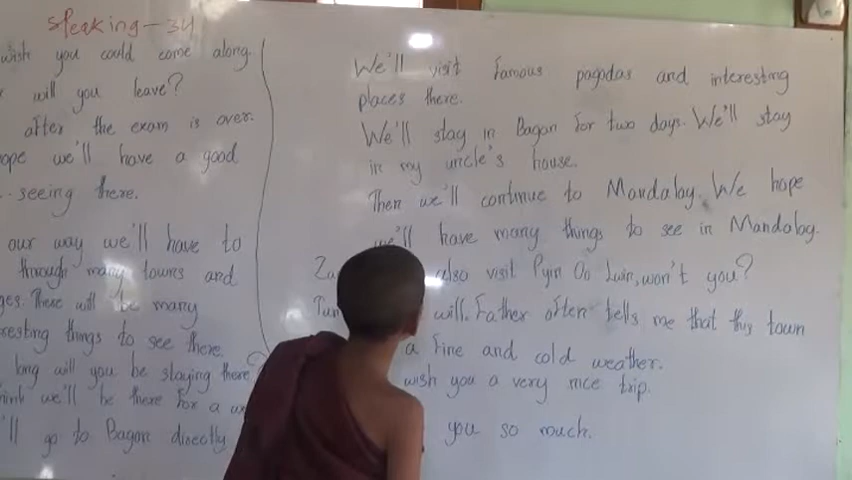 speaking-34
wish you could come along.
will you leave?
after the exam is over.
we'll have a good
seeing there.
our way we'll have to
through many towns and
There will be many
things to see there.
long will you be staying there?
we'll be there for a
go to Bagan directly
We'll visit famous pagodas and interesting
places there.
We'll stay in Bagan for two days. We'll stay
in my uncle's house.
Then we'll continue to Mandalay. We hope
we'll have many things to see in Mandalay.
also visit Pyin Oo Lwin, won't you?
will. Father often tells me that this town
a fine and cold weather.
wish you a very nice trip.
you so much.